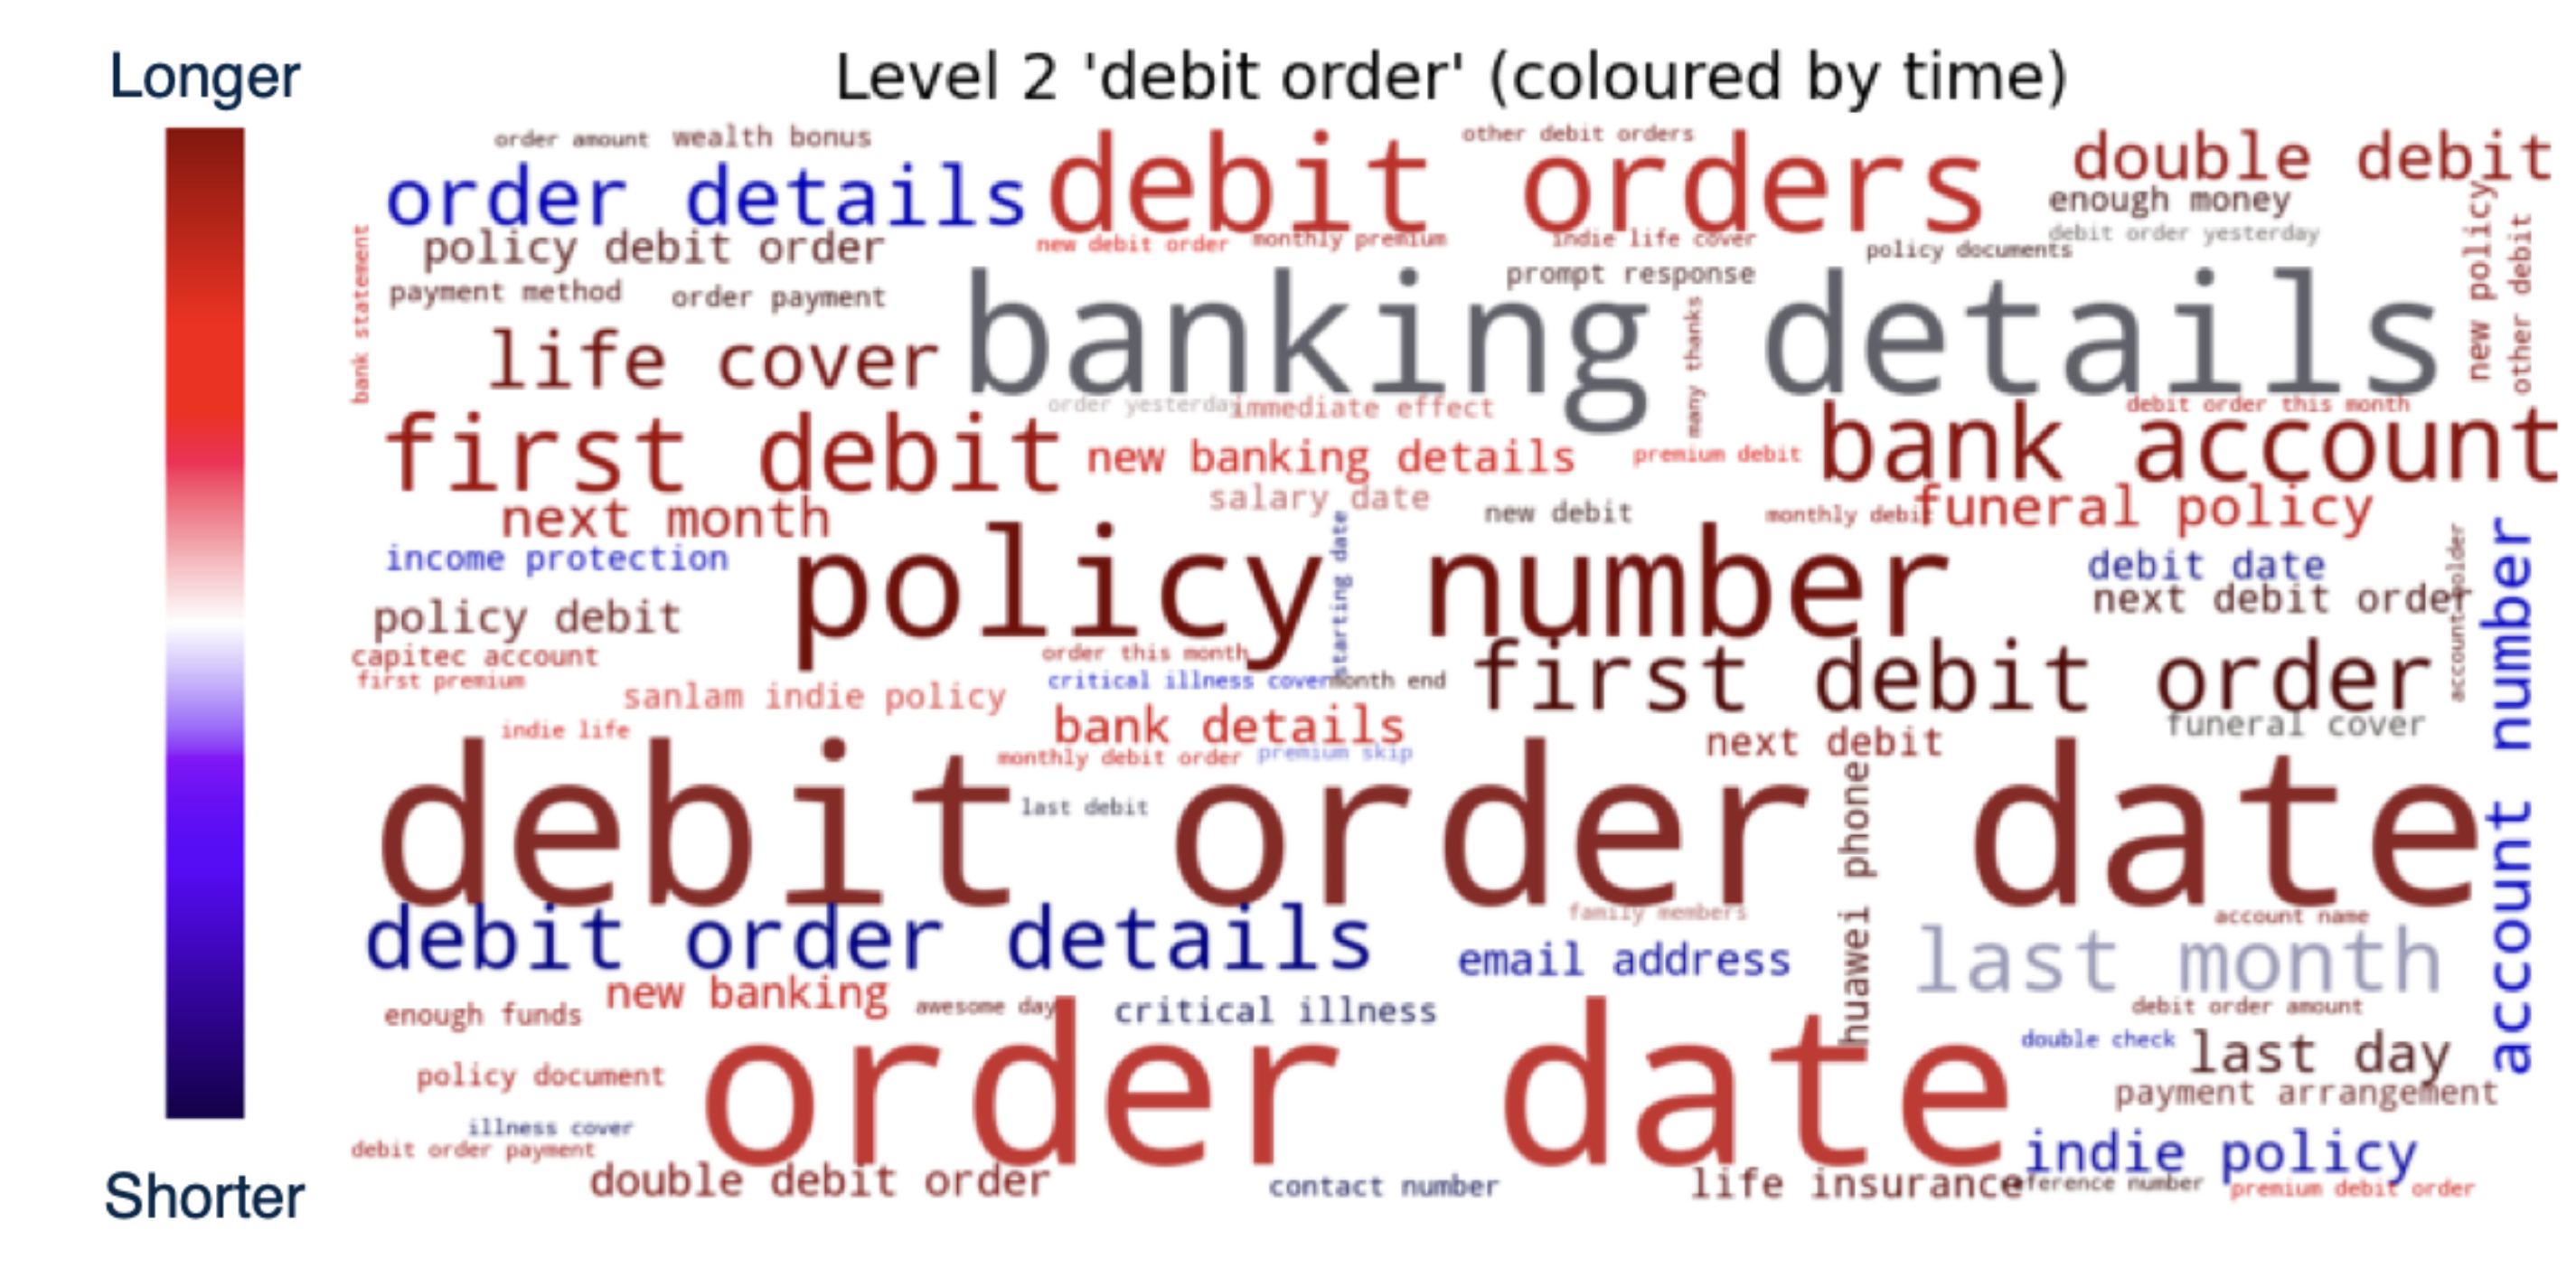 Longer
Shorter
Level 2 'debit order' (coloured by time)
order amount
wealth bonus
other debit orders
debit orders
double debit
order details
enough money
policy debit order
new debit order
monthly premium
indie life cover
policy documents
debit order yesterday
new policy
other debit
bank statement
payment method
order payment
prompt response
banking details
many thanks
life cover
order yesterday
immediate effect
debit order this month
first debit
new banking details
premium debit
bank account
next month
salary date
new debit
monthly debit
funeral policy
income protection
policy number
starting date
debit date
next debit order
account holder
account number
policy debit
capitec account
first premium
order this month
critical illness cover
month end
first debit order
sanlam indie policy
indie life
bank details
monthly debit order
premium skip
next debit
funeral cover
debit order date
last debit
huawei phone
debit order details
family members
email address
account name
last month
enough funds
new banking
awesome day
critical illness
debit order amount
order date
double check
last day
policy document
payment arrangement
illness cover
debit order payment
double debit order
contact number
life insurance
indie policy
reference number
premium debit order